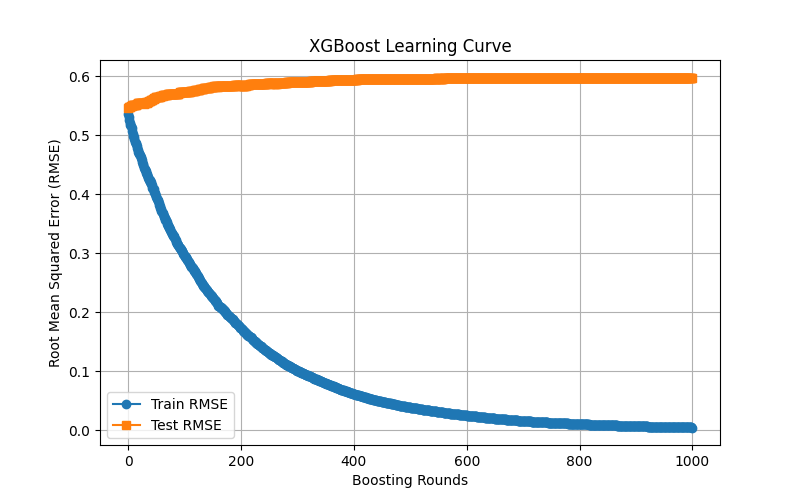 XGBoost Learning Curve
Root Mean Squared Error (RMSE)
0.6
0.5
0.4
0.3
0.2
0.1
0.0
Train RMSE
Test RMSE
0 200 400 600 800 1000
Boosting Rounds